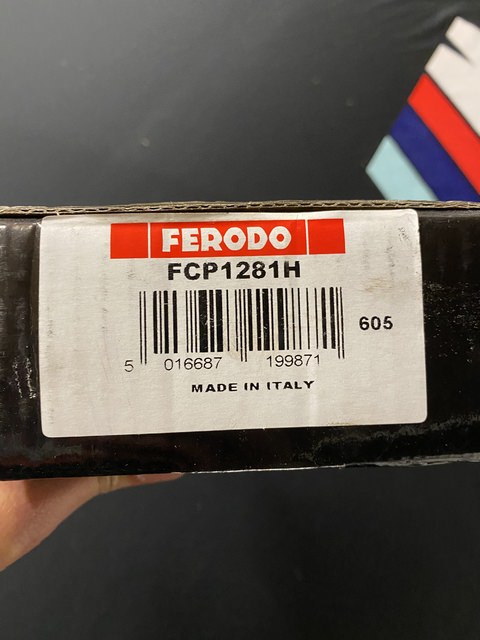 FERODO
FCP1281H
605
5 016687 199871
MADE IN ITALY